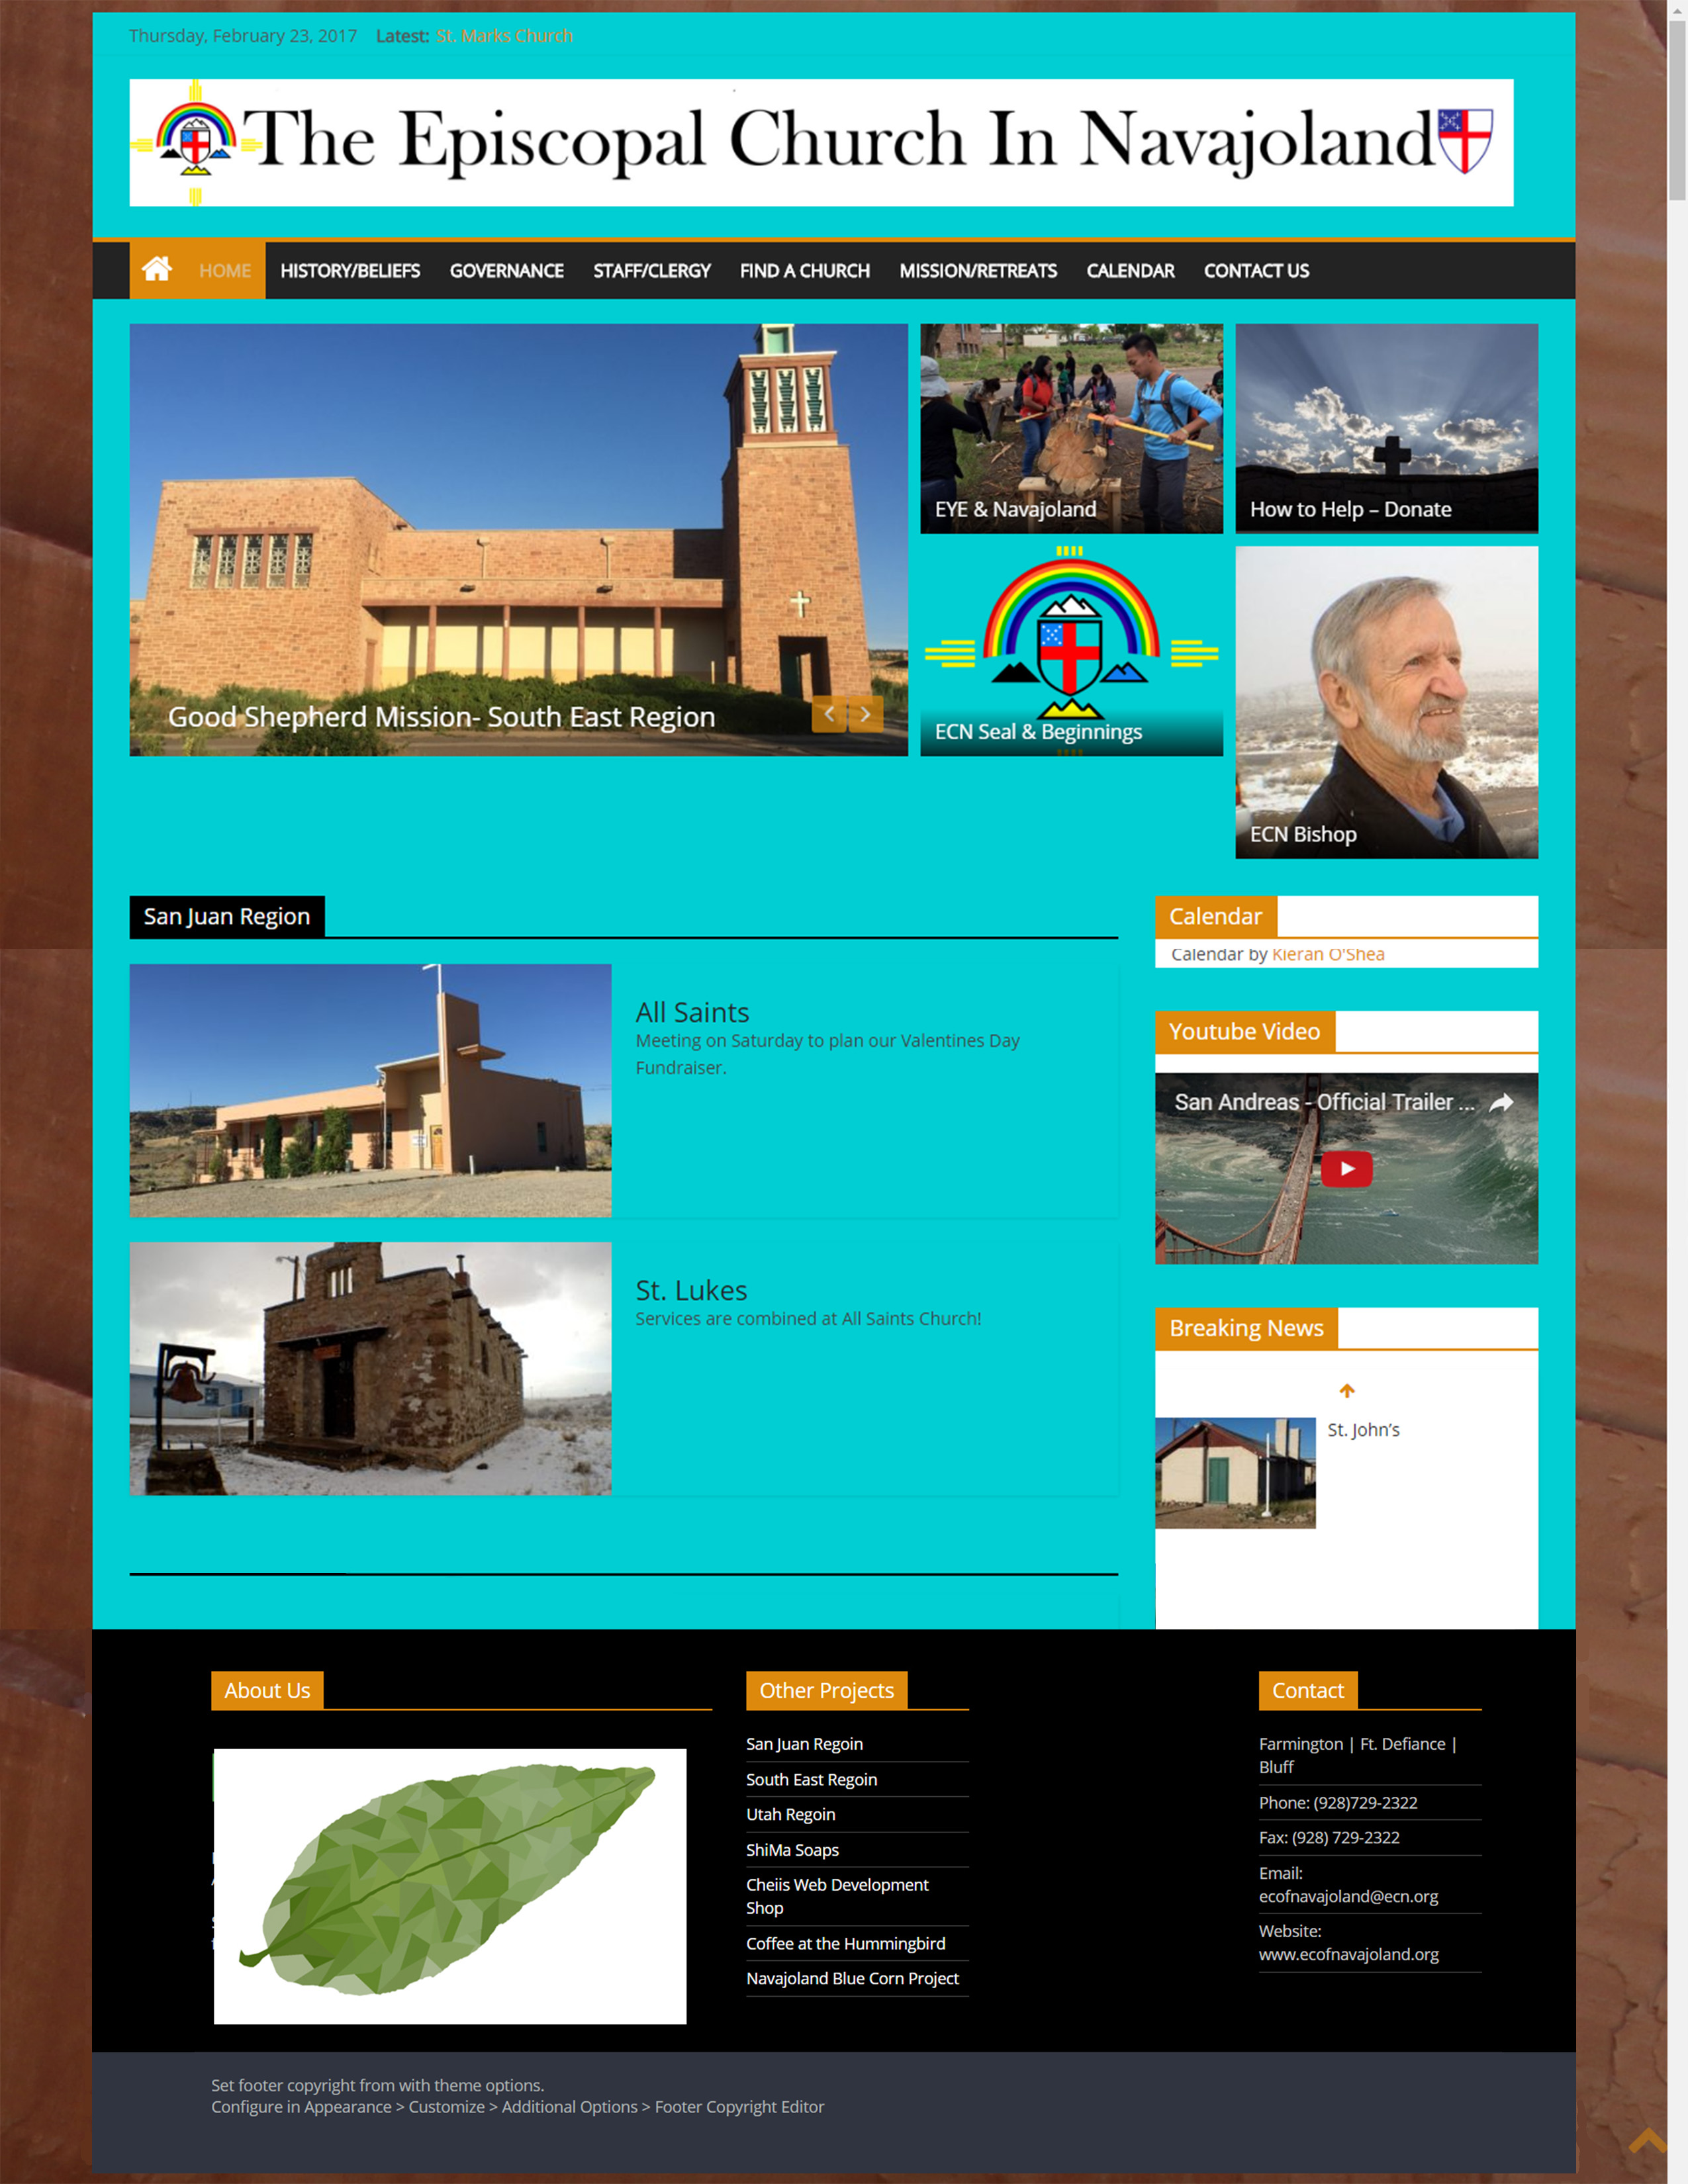 Thursday, February 23, 2017 Latest: St. Marks Church
The Episcopal Church In Navajoland
HOME HISTORY/BELIEFS GOVERNANCE STAFF/CLERGY FIND A CHURCH MISSION/RETREATS CALENDAR CONTACT US
Good Shepherd Mission- South East Region
EYE & Navajoland
How to Help – Donate
ECN Seal & Beginnings
ECN Bishop
San Juan Region
All Saints
Meeting on Saturday to plan our Valentines Day
Fundraiser.
St. Lukes
Services are combined at All Saints Church!
Calendar
Calendar by Kieran O'Shea
Youtube Video
San Andreas - Official Trailer ...
Breaking News
St. John’s
About Us
Other Projects
San Juan Regoin
South East Regoin
Utah Regoin
ShiMa Soaps
Cheiis Web Development
Shop
Coffee at the Hummingbird
Navajoland Blue Corn Project
Contact
Farmington | Ft. Defiance |
Bluff
Phone: (928)729-2322
Fax: (928) 729-2322
Email:
ecofnavajoland@ecn.org
Website:
www.ecofnavajoland.org
Set footer copyright from with theme options.
Configure in Appearance > Customize > Additional Options > Footer Copyright Editor